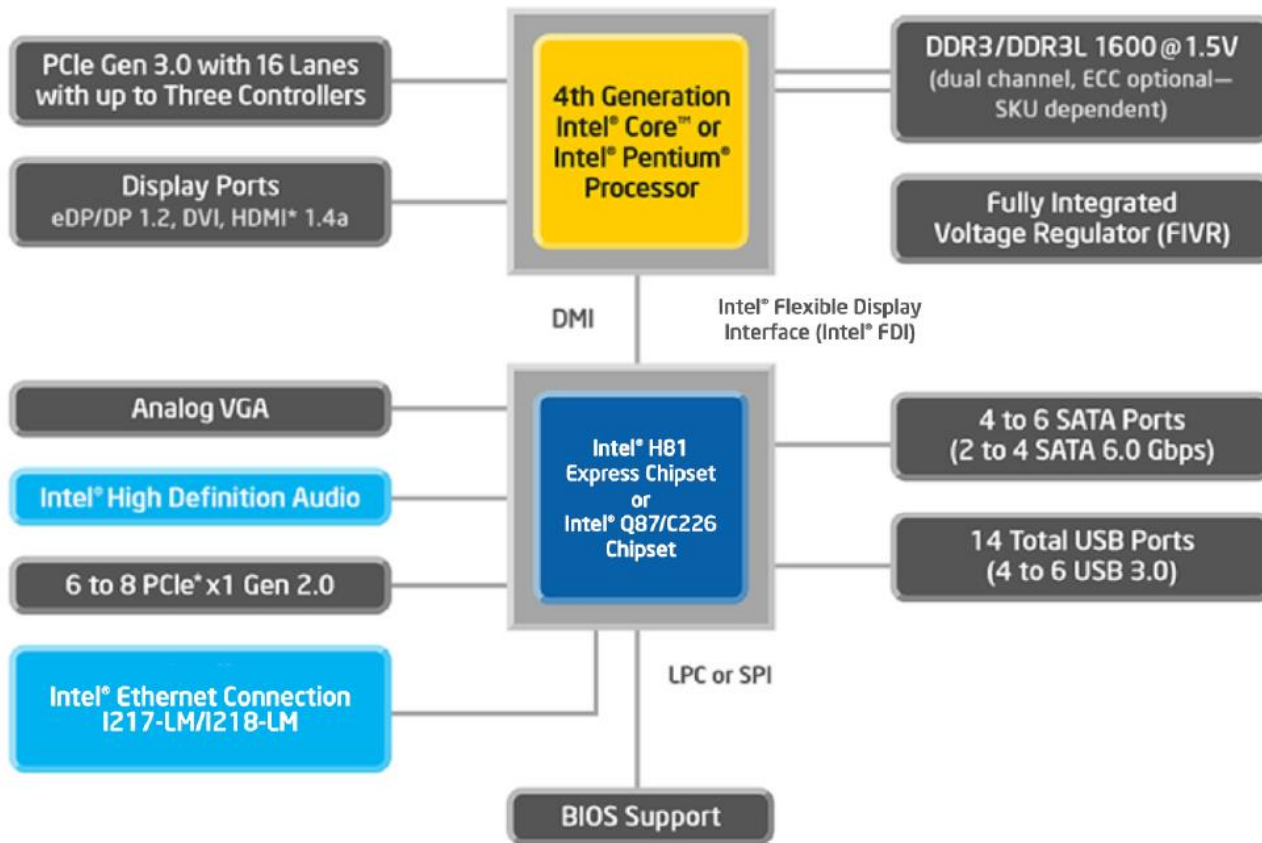 PCIe Gen 3.0 with 16 Lanes
with up to Three Controllers
Display Ports
eDP/DP 1.2, DVI, HDMI* 1.4a
4th Generation
Intel® Core™ or
Intel® Pentium®
Processor
DDR3/DDR3L 1600 @ 1.5V
(dual channel, ECC optional—
SKU dependent)
Fully Integrated
Voltage Regulator (FIVR)
DMI
Intel® Flexible Display
Interface (Intel® FDI)
Analog VGA
Intel® High Definition Audio
6 to 8 PCIe* x1 Gen 2.0
Intel® Ethernet Connection
I217-LM/I218-LM
Intel® H81
Express Chipset
or
Intel® Q87/C226
Chipset
4 to 6 SATA Ports
(2 to 4 SATA 6.0 Gbps)
14 Total USB Ports
(4 to 6 USB 3.0)
LPC or SPI
BIOS Support